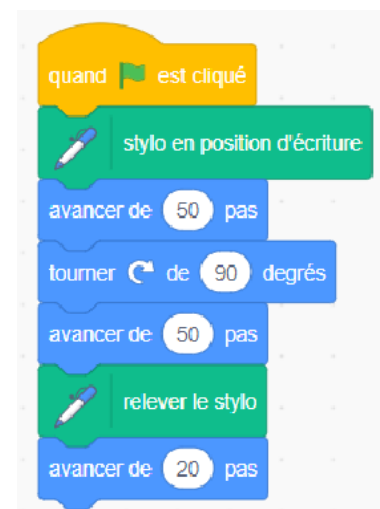 quand est cliqué
stylo en position d'écriture
avancer de 50 pas
tourner de 90 degrés
avancer de 50 pas
relever le stylo
avancer de 20 pas